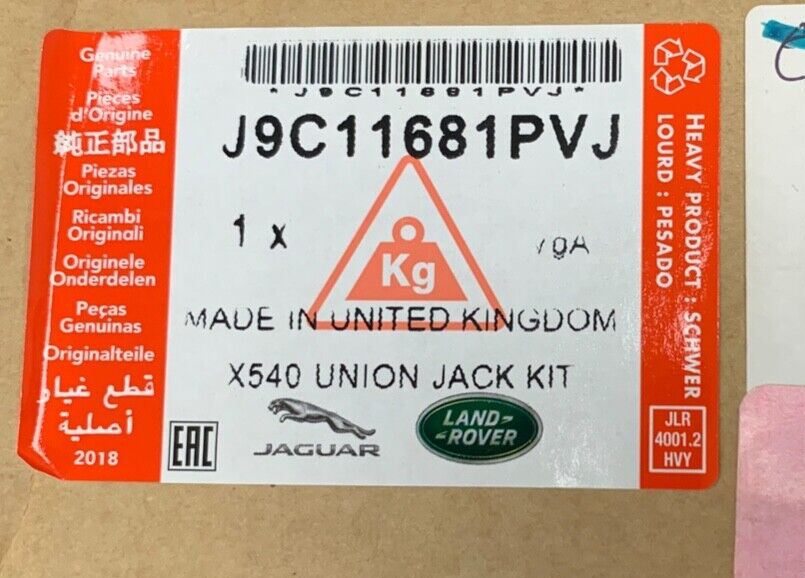 Genuine
Parts
Pièces
d'Origine
純正部品
Piezas
Originales
Ricambi
Originali
Originele
Onderdelen
Peças
Genuinas
Originalteile
قطع غيار
أصلية
2018
*J9C11681PVJ*
J9C11681PVJ
1 x
Kg
MADE IN UNITED KINGDOM
X540 UNION JACK KIT
EAC
JAGUAR
LAND-
-ROVER
HEAVY PRODUCT : SCHWER
LOURD : PESADO
JLR
4001.2
HVY